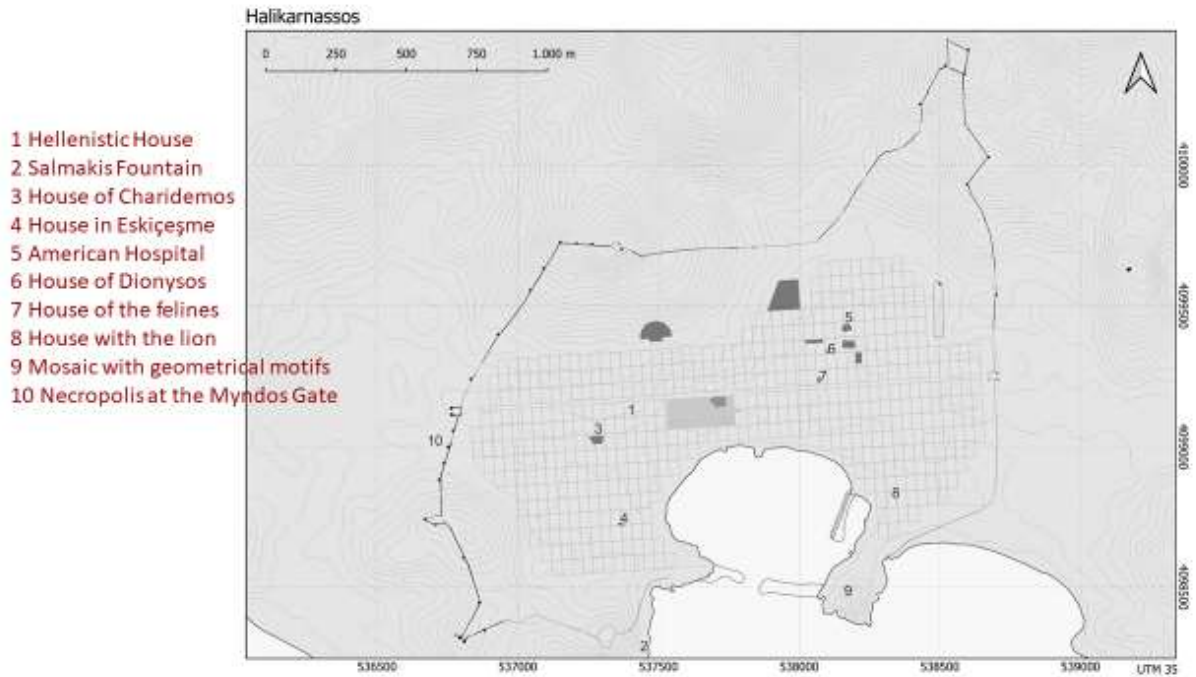 Halikarnassos
0 250 500 750 1.000 m
1 Hellenistic House
2 Salmakis Fountain
3 House of Charidemos
4 House in Eskiçeşme
5 American Hospital
6 House of Dionysos
7 House of the felines
8 House with the lion
9 Mosaic with geometrical motifs
10 Necropolis at the Myndos Gate
5
6
7
1
3
10
8
4
9
2
4100000
4099500
4099000
4098500
536500 537000 537500 538000 538500 539000
UTM 35